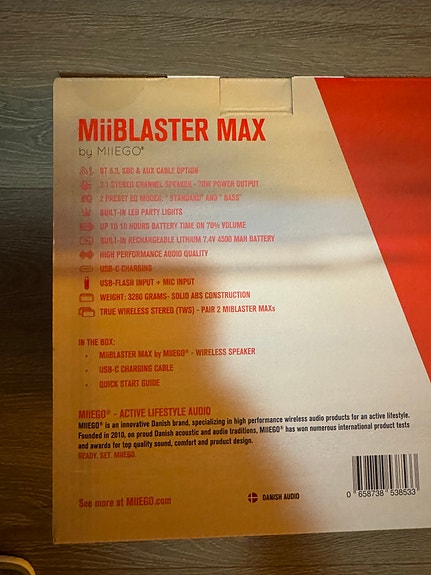 MiiBLASTER MAX
by MIIEGO®
BT 5.3, SBC & AUX CABLE OPTION
2.1 STEREO CHANNEL SPEAKER - 70W POWER OUTPUT
2 PRESET EQ MODES: " STANDARD" AND " BASS"
BUILT-IN LED PARTY LIGHTS
UP TO 10 HOURS BATTERY TIME ON 70% VOLUME
BUILT-IN RECHARGEABLE LITHIUM 7.4V 4500 MAH BATTERY
HIGH PERFORMANCE AUDIO QUALITY
USB-C CHARGING
USB-FLASH INPUT + MIC INPUT
WEIGHT: 3260 GRAMS- SOLID ABS CONSTRUCTION
TRUE WIRELESS STEREO (TWS) - PAIR 2 MIBLASTER MAXs
IN THE BOX:
- MiiBLASTER MAX by MIIEGO® - WIRELESS SPEAKER
- USB-C CHARGING CABLE
- QUICK START GUIDE
MIIEGO® - ACTIVE LIFESTYLE AUDIO
MIIEGO® is an innovative Danish brand, specializing in high performance wireless audio products for an active lifestyle.
Founded in 2010, on proud Danish acoustic and audio traditions, MIIEGO® has won numerous international product tests
and awards for top quality sound, comfort and product design.
READY. SET. MIIEGO.
See more at MIIEGO.com
DANISH AUDIO
0 658738 538533